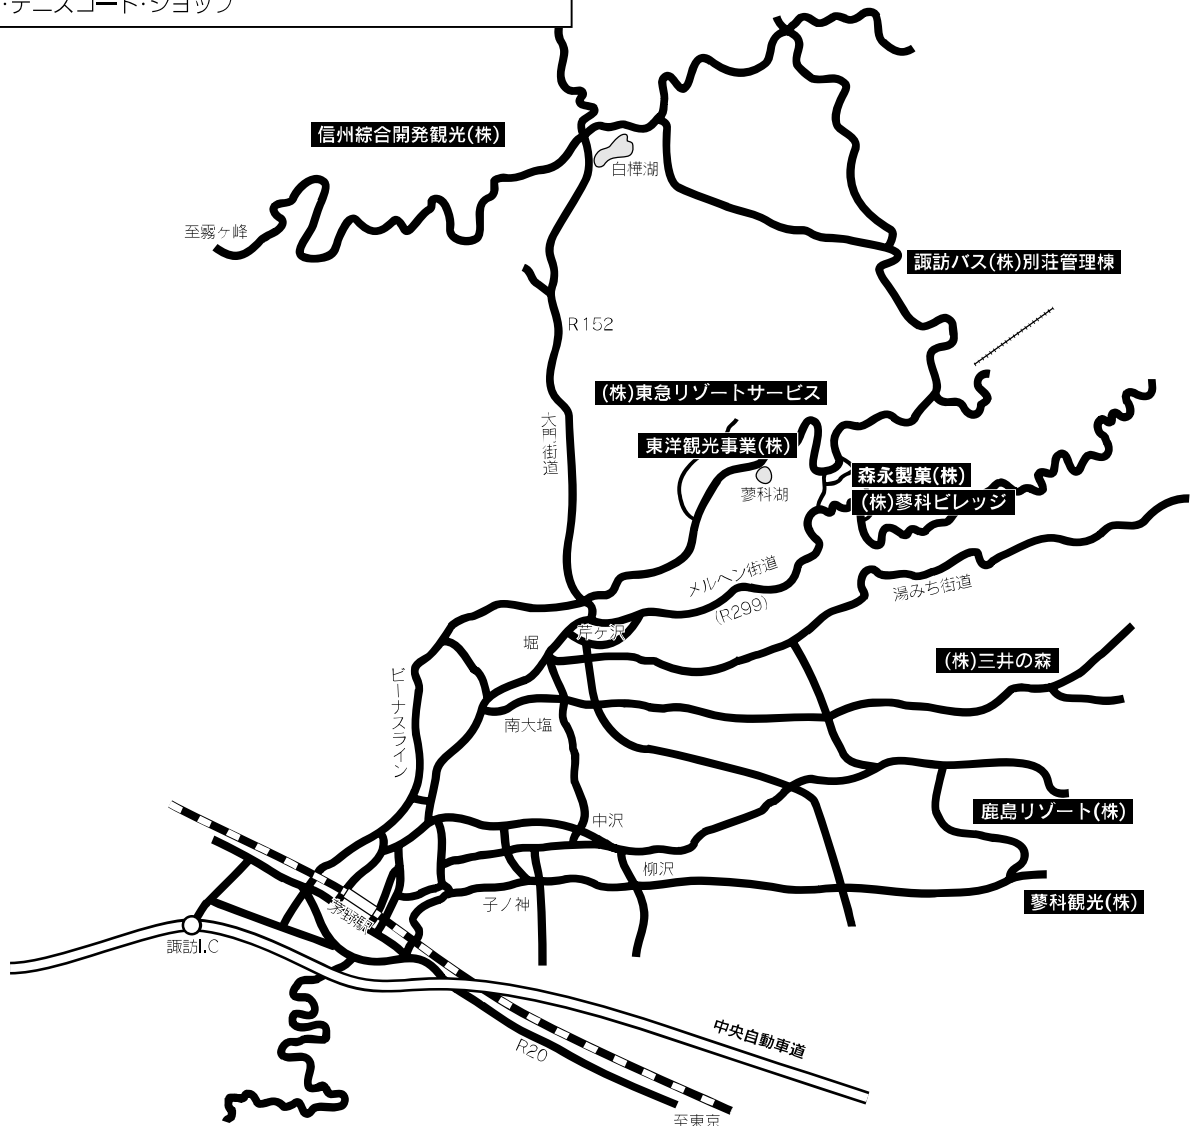 ・テニスコート・ショップ
信州綜合開発観光(株)
白樺湖
至霧ヶ峰
諏訪バス(株)別荘管理棟
R152
(株)東急リゾートサービス
大門街道
東洋観光事業(株)
森永製菓(株)
蓼科湖
(株)蓼科ビレッジ
メルヘン街道
(R299)
湯みち街道
芹ヶ沢
堀
(株)三井の森
ビーナスライン
南大塩
鹿島リゾート(株)
中沢
柳沢
蓼科観光(株)
子ノ神
茅野駅
諏訪I.C
中央自動車道
R20
至東京